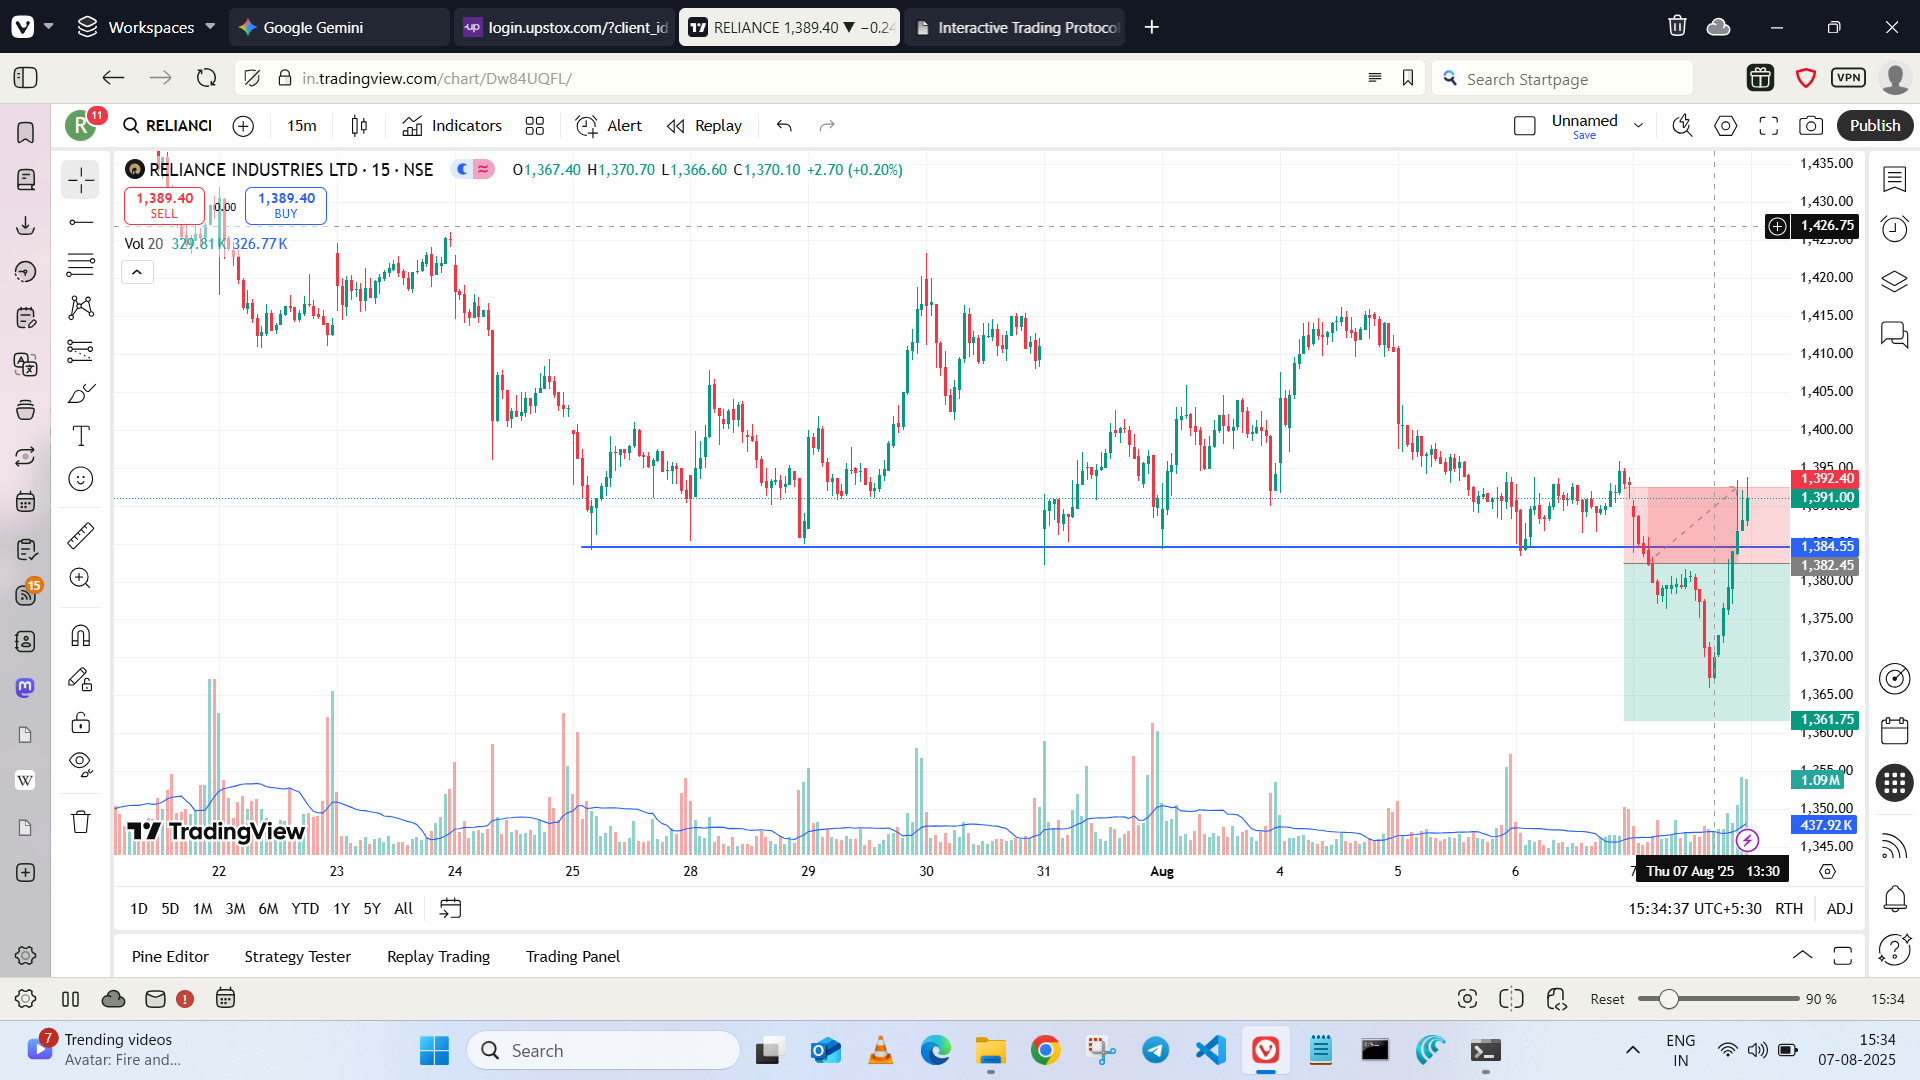 Workspaces
Google Gemini
login.upstox.com/?client_id
RELIANCE 1,389.40 ▼ −0.24
Interactive Trading Protoco
in.tradingview.com/chart/Dw84UQFL/
Search Startpage
VPN
R
11
RELIANCI
15m
Indicators
Alert
Replay
Unnamed
Save
Publish
RELIANCE INDUSTRIES LTD · 15 · NSE
O1,367.40 H1,370.70 L1,366.60 C1,370.10 +2.70 (+0.20%)
1,389.40
SELL
0.00
1,389.40
BUY
Vol 20 329.81K 326.77K
1,435.00
1,430.00
1,426.75
1,425.00
1,420.00
1,415.00
1,410.00
1,405.00
1,400.00
1,395.00
1,392.40
1,391.00
1,384.55
1,382.45
1,380.00
1,375.00
1,370.00
1,365.00
1,361.75
1,360.00
1,355.00
1.09M
1,350.00
437.92K
1,345.00
TradingView
22 23 24 25 28 29 30 31 Aug 4 5 6 7
Thu 07 Aug '25 13:30
1D 5D 1M 3M 6M YTD 1Y 5Y All
15:34:37 UTC+5:30 RTH ADJ
Pine Editor
Strategy Tester
Replay Trading
Trading Panel
15
W
Reset
90 %
15:34
7
Trending videos
Avatar: Fire and...
Search
ENG
IN
15:34
07-08-2025